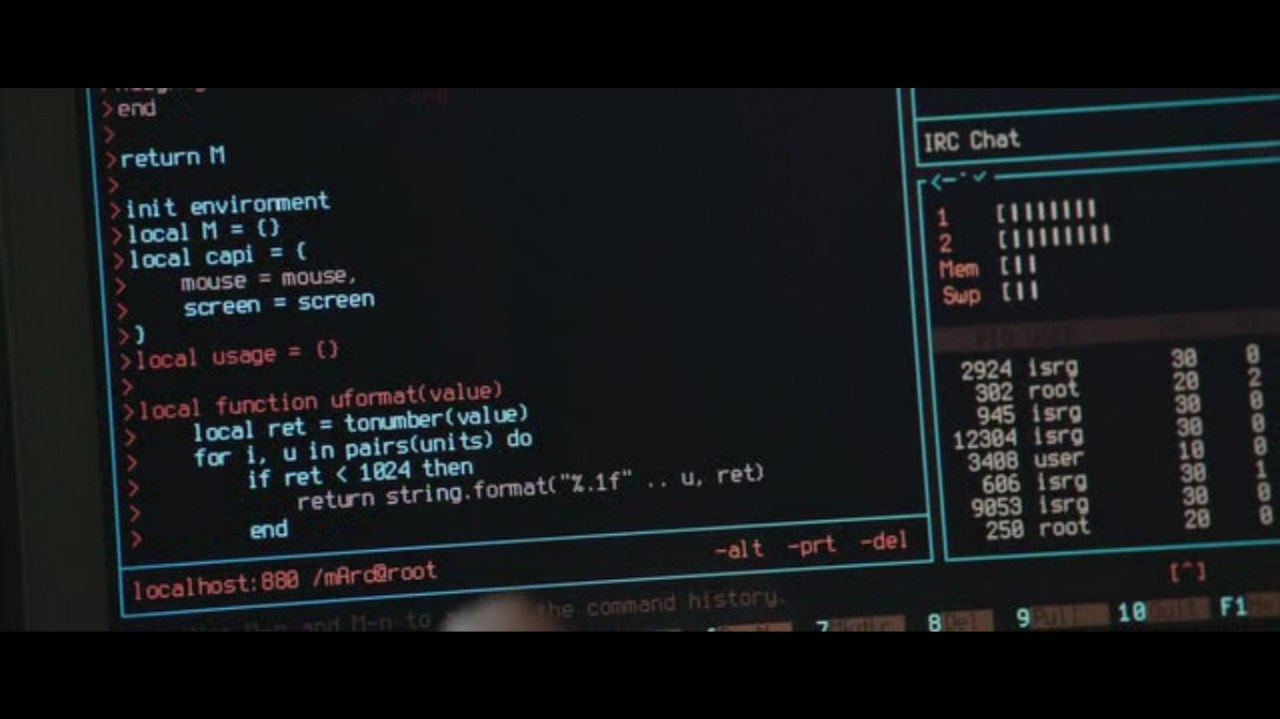 >end
>
>return M
>
>init environment
>local M = {}
>local capi = {
>    mouse = mouse,
>    screen = screen
>}
>local usage = {}
>
>local function uformat(value)
>    local ret = tonumber(value)
>    for i, u in pairs(units) do
>        if ret < 1024 then
>            return string.format("%.1f" .. u, ret)
>        end
-alt -prt -del
localhost:880 /mArc@root
and M-n to the command history.
IRC Chat
1 [||||||||
2 [|||||||||
Mem [||
Swp [||
2924 isrg 30 0
302 root 20 2
945 isrg 30 0
12304 isrg 30 0
3408 user 10 0
606 isrg 30 1
9053 isrg 30 0
250 root 20 0
[^]
7 8 9 10 F1